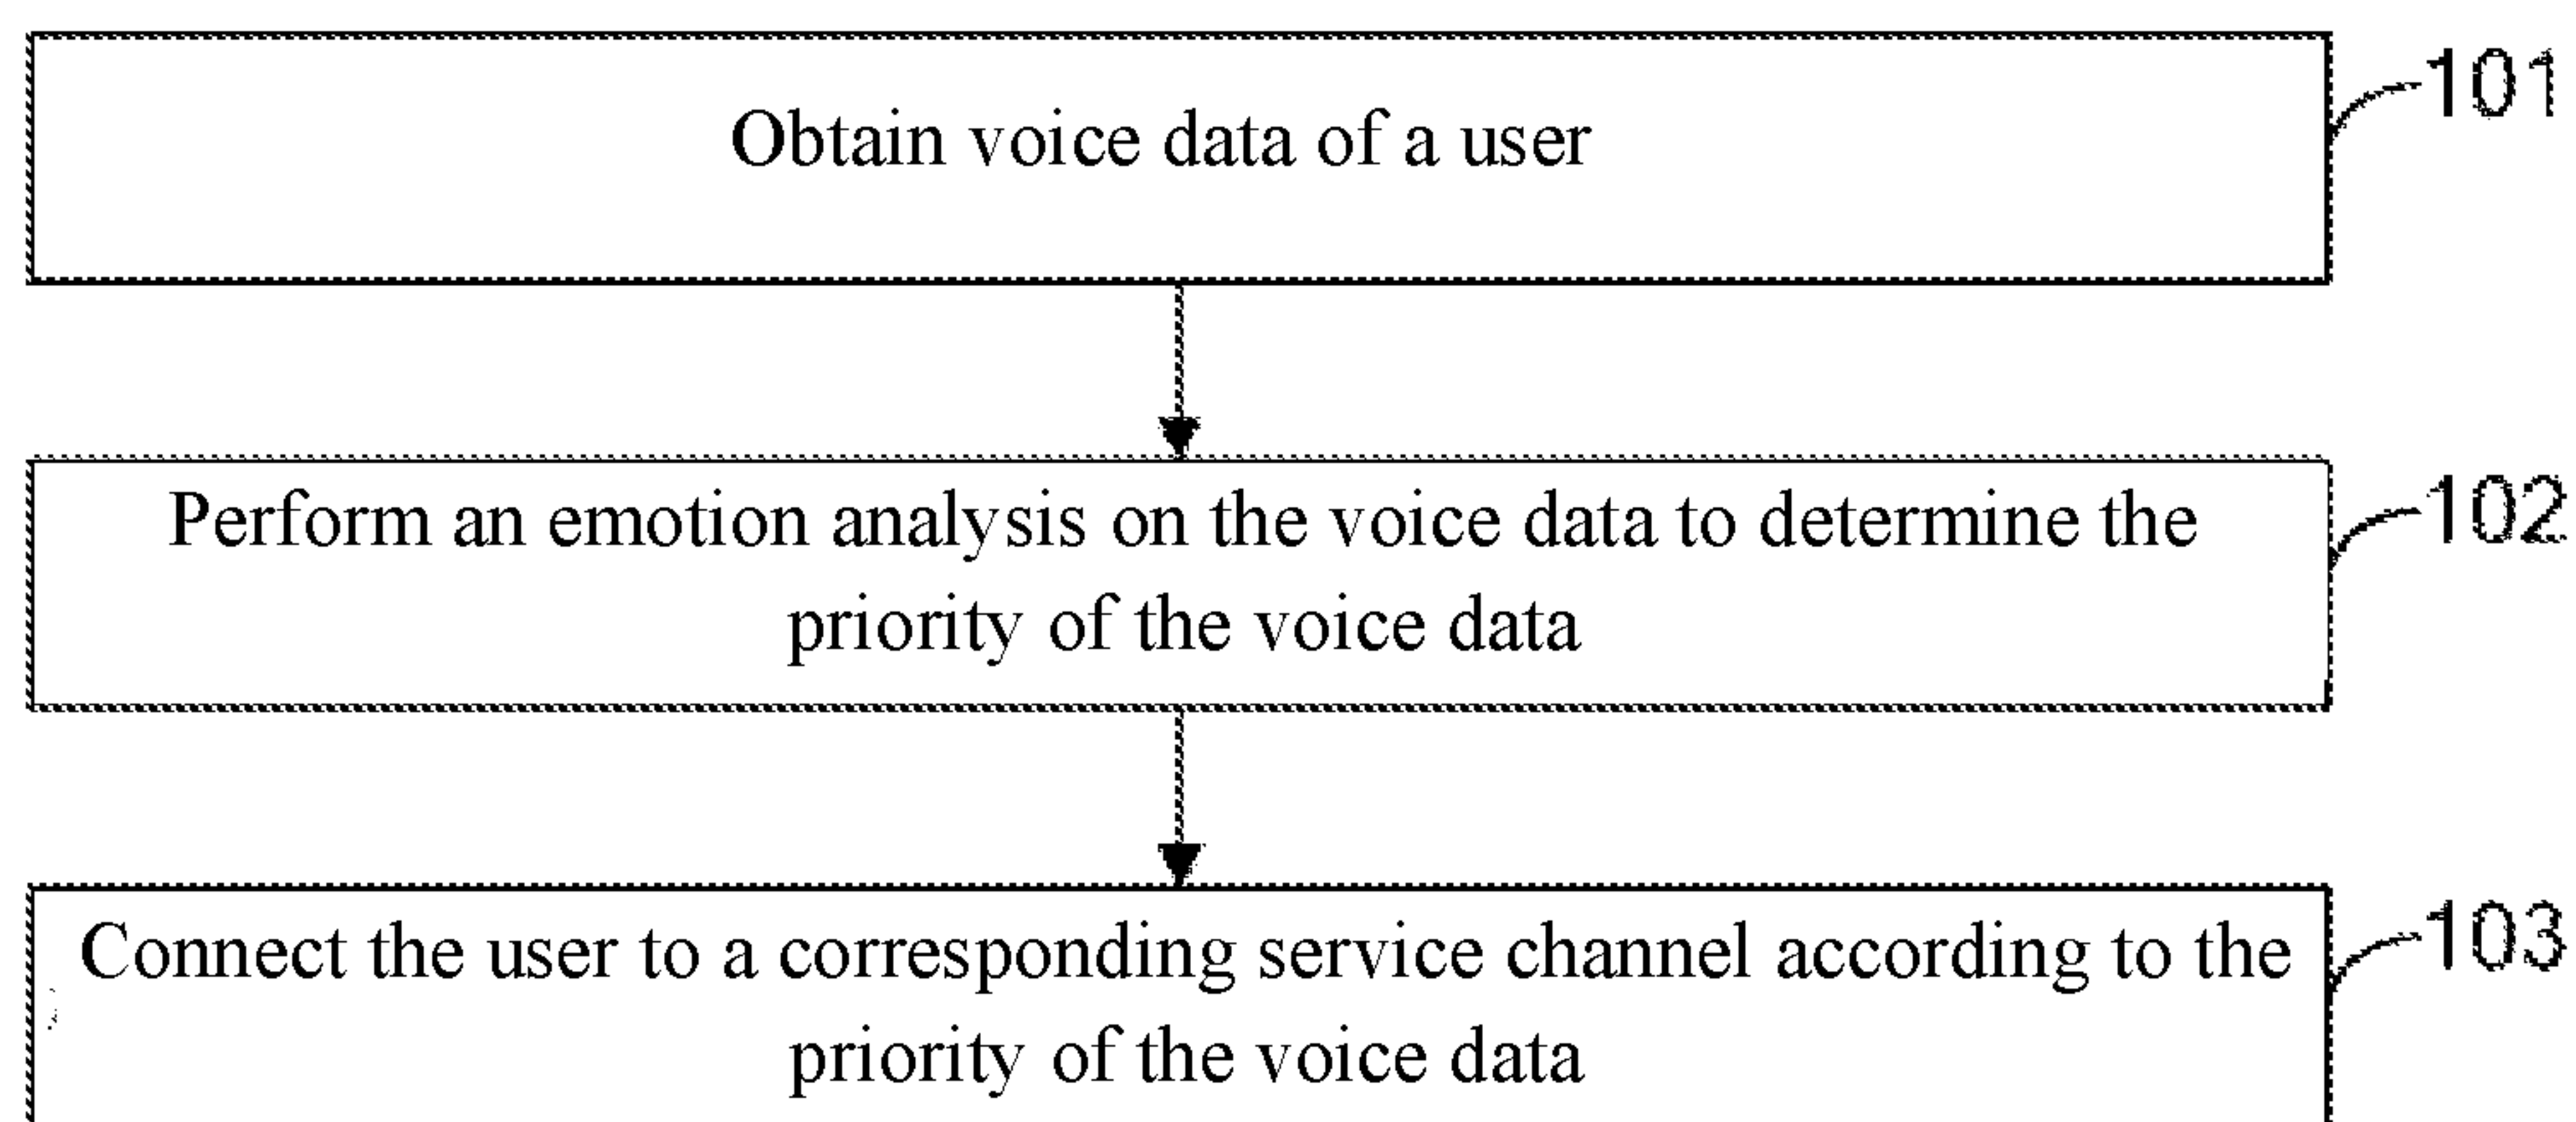 Obtain voice data of a user
101
Perform an emotion analysis on the voice data to determine the
priority of the voice data
102
Connect the user to a corresponding service channel according to the
priority of the voice data
103